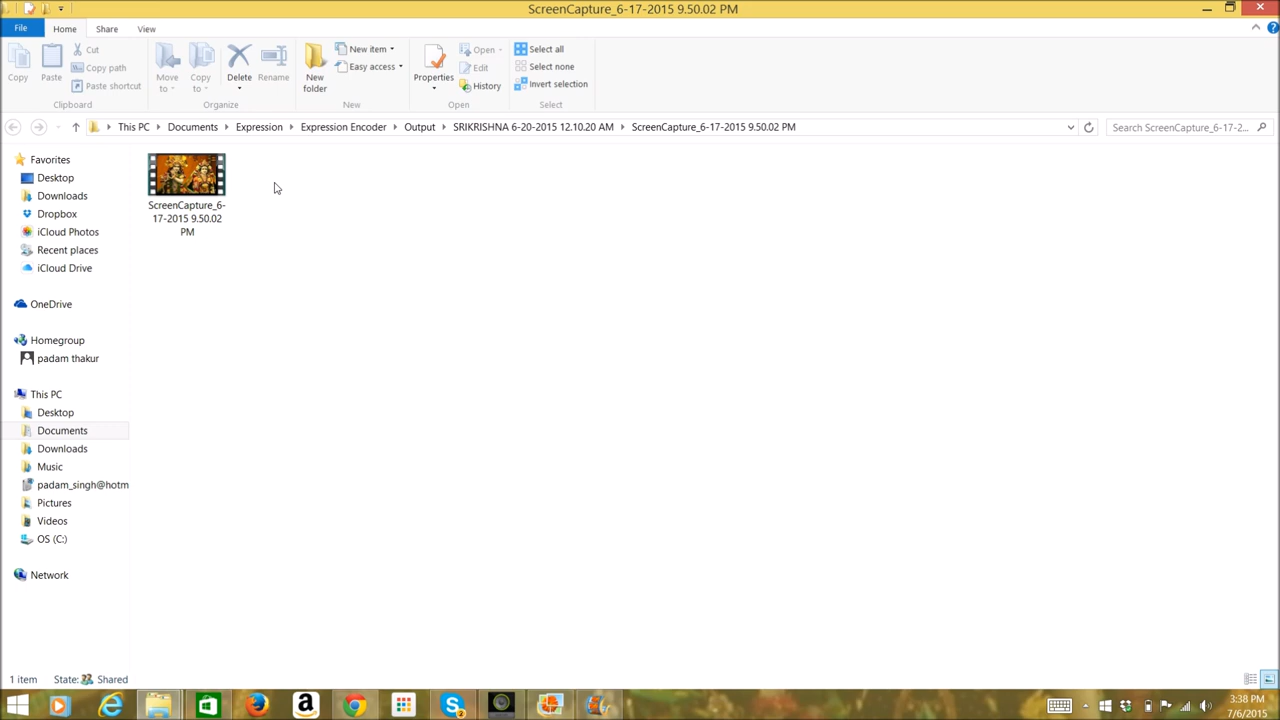 ScreenCapture_6-17-2015 9.50.02 PM
File Home Share View
Copy
Paste
Cut
Copy path
Paste shortcut
Clipboard
Move to
Copy to
Delete
Rename
Organize
New folder
New item
Easy access
New
Properties
Open
Edit
History
Open
Select all
Select none
Invert selection
Select
This PC Documents Expression Expression Encoder Output SRIKRISHNA 6-20-2015 12.10.20 AM ScreenCapture_6-17-2015 9.50.02 PM
Search ScreenCapture_6-17-2...
Favorites
Desktop
Downloads
Dropbox
iCloud Photos
Recent places
iCloud Drive
OneDrive
Homegroup
padam thakur
This PC
Desktop
Documents
Downloads
Music
padam_singh@hotm
Pictures
Videos
OS (C:)
Network
ScreenCapture_6-
17-2015 9.50.02
PM
1 item State: Shared
3:38 PM
7/6/2015